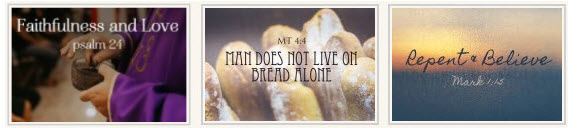 Faithfulness and Love
psalm 24
MT 4:4
MAN DOES NOT LIVE ON
BREAD ALONE
Repent & Believe
Mark 1:15